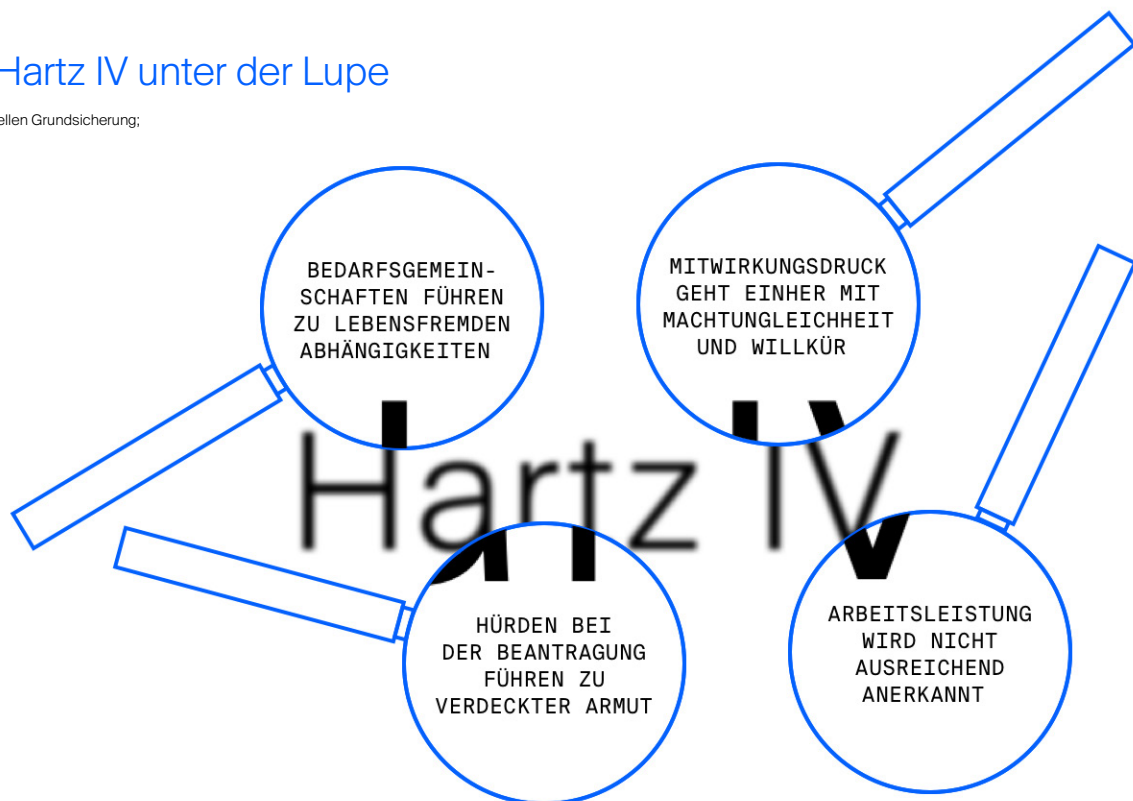 Hartz IV unter der Lupe
ellen Grundsicherung;
BEDARFSGEMEIN-
SCHAFTEN FÜHREN
ZU LEBENSFREMDEN
ABHÄNGIGKEITEN
MITWIRKUNGSDRUCK
GEHT EINHER MIT
MACHTUNGLEICHHEIT
UND WILLKÜR
Hartz IV
HÜRDEN BEI
DER BEANTRAGUNG
FÜHREN ZU
VERDECKTER ARMUT
ARBEITSLEISTUNG
WIRD NICHT
AUSREICHEND
ANERKANNT